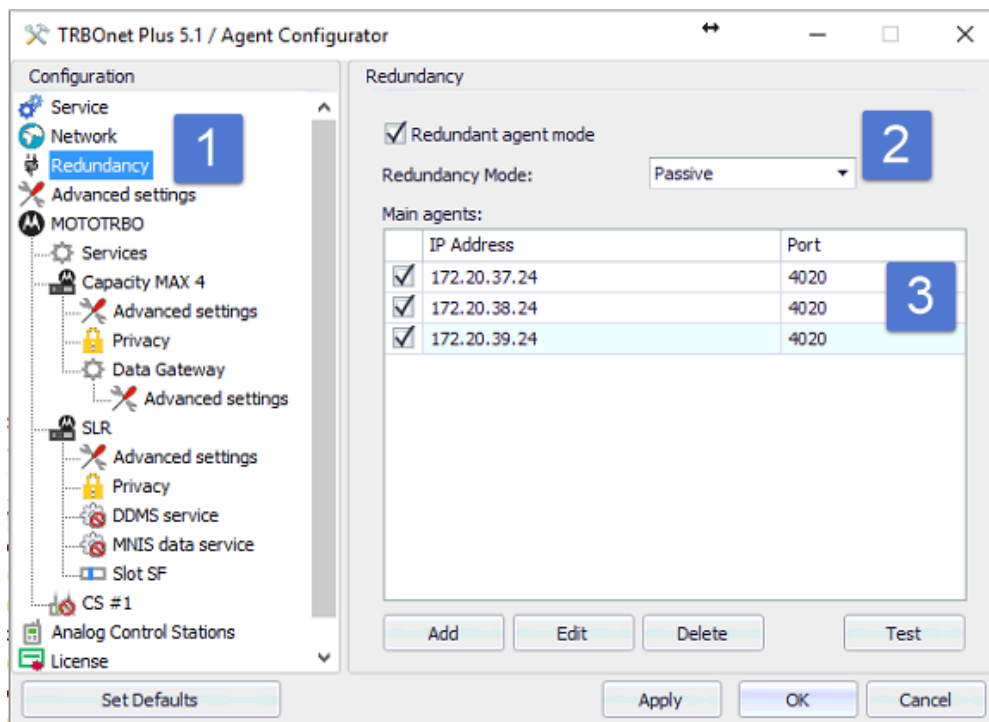 TRBOnet Plus 5.1 / Agent Configurator
Configuration
Service
Network
Redundancy
Advanced settings
MOTOTRBO
Services
Capacity MAX 4
Advanced settings
Privacy
Data Gateway
Advanced settings
SLR
Advanced settings
Privacy
DDMS service
MNIS data service
Slot SF
CS #1
Analog Control Stations
License
1
Redundancy
Redundant agent mode
2
Redundancy Mode: Passive
Main agents:
IP Address Port
172.20.37.24 4020
172.20.38.24 4020
172.20.39.24 4020
3
Add Edit Delete Test
Set Defaults Apply OK Cancel